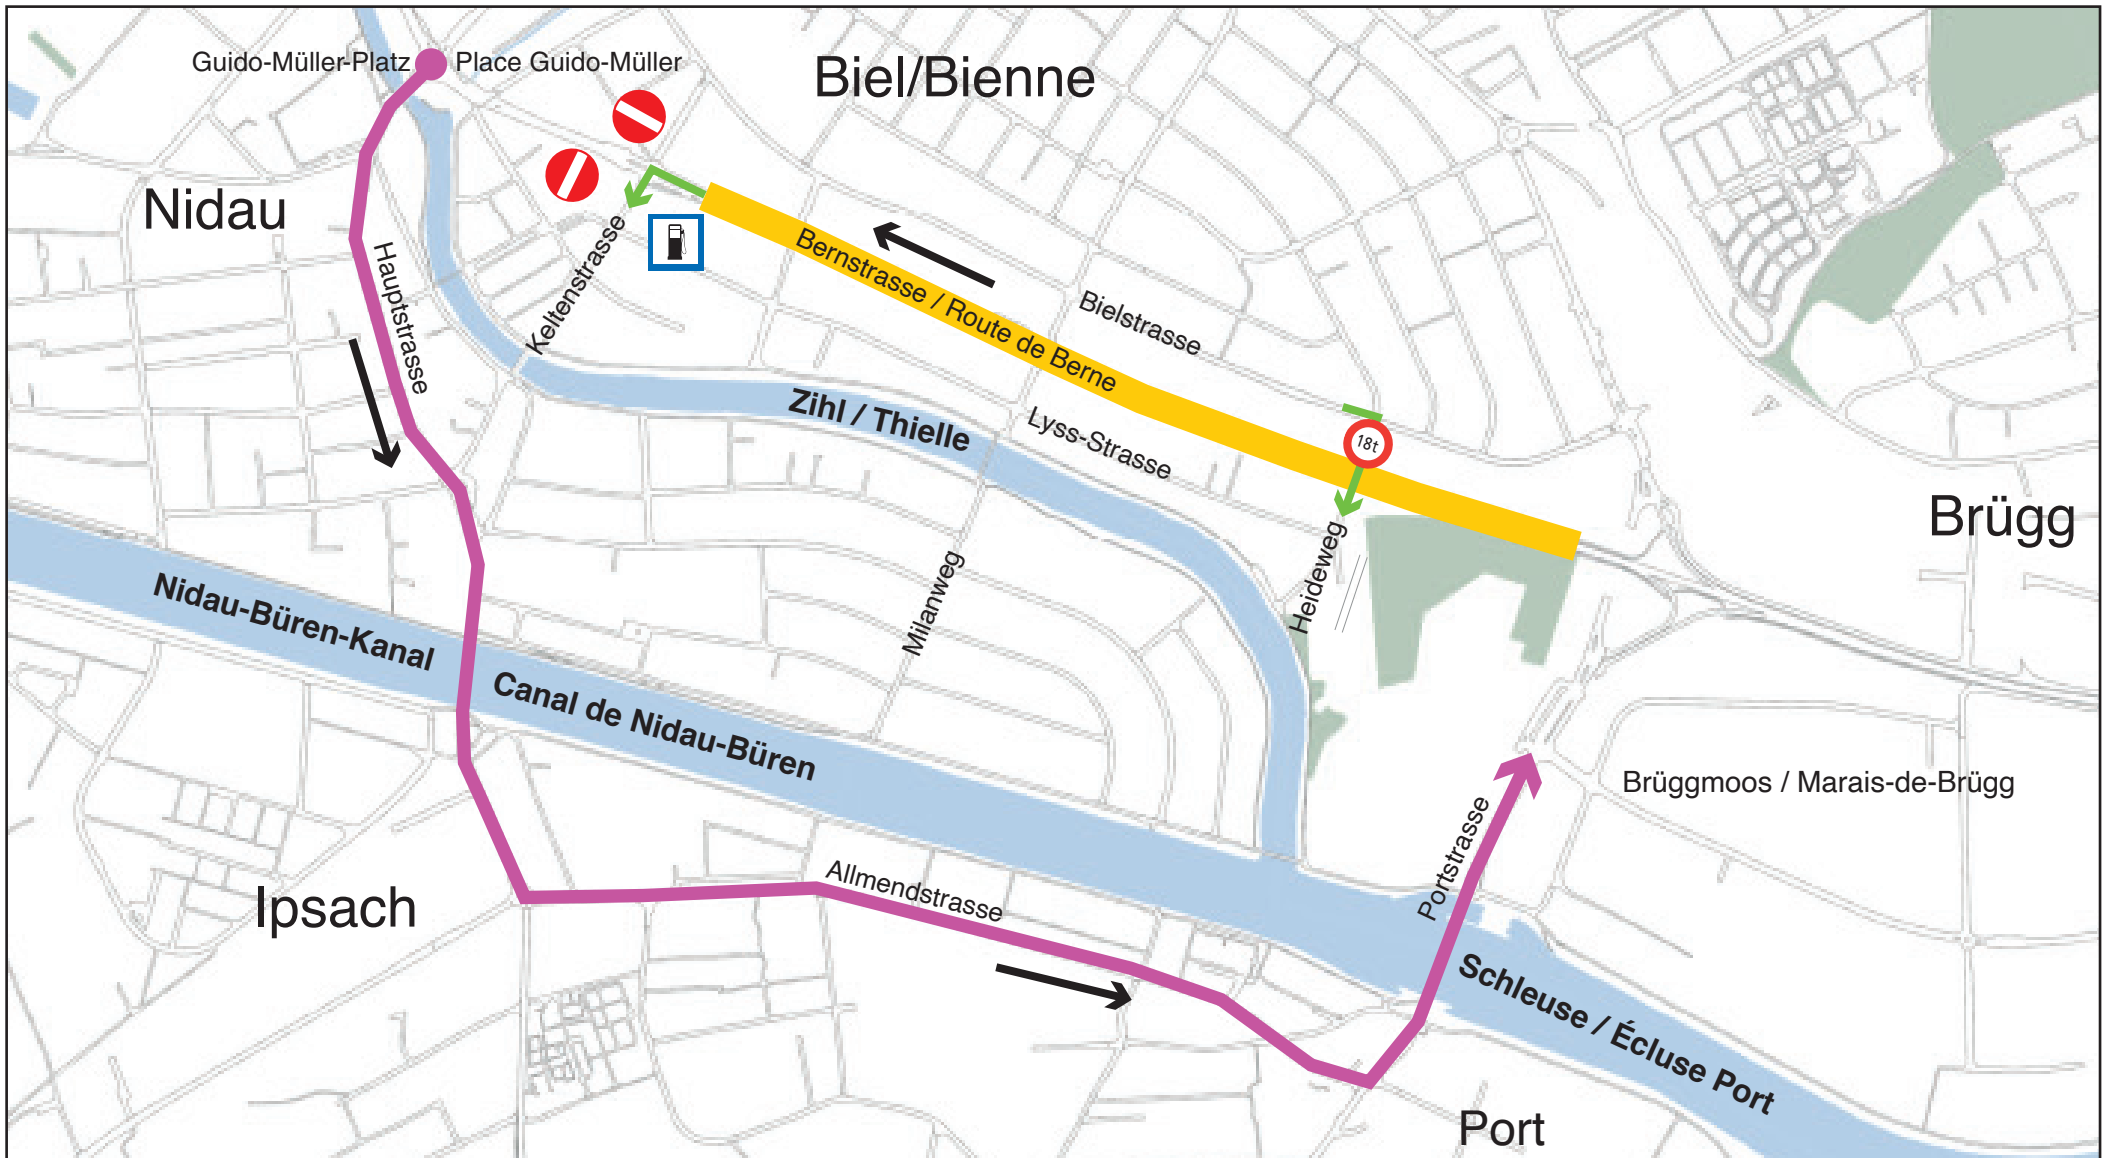 Guido-Müller-Platz
Place Guido-Müller
Biel/Bienne
Nidau
Hauptstrasse
Keltenstrasse
Bernstrasse / Route de Berne
Bielstrasse
Zihl / Thielle
Lyss-Strasse
18t
Brügg
Heideweg
Milanweg
Nidau-Büren-Kanal
Canal de Nidau-Büren
Brüggmoos / Marais-de-Brügg
Portstrasse
Ipsach
Allmendstrasse
Schleuse / Écluse Port
Port